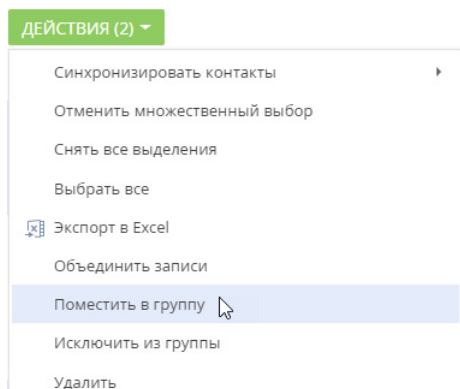 ДЕЙСТВИЯ (2)
Синхронизировать контакты
Отменить множественный выбор
Снять все выделения
Выбрать все
Экспорт в Excel
Объединить записи
Поместить в группу
Исключить из группы
Удалить